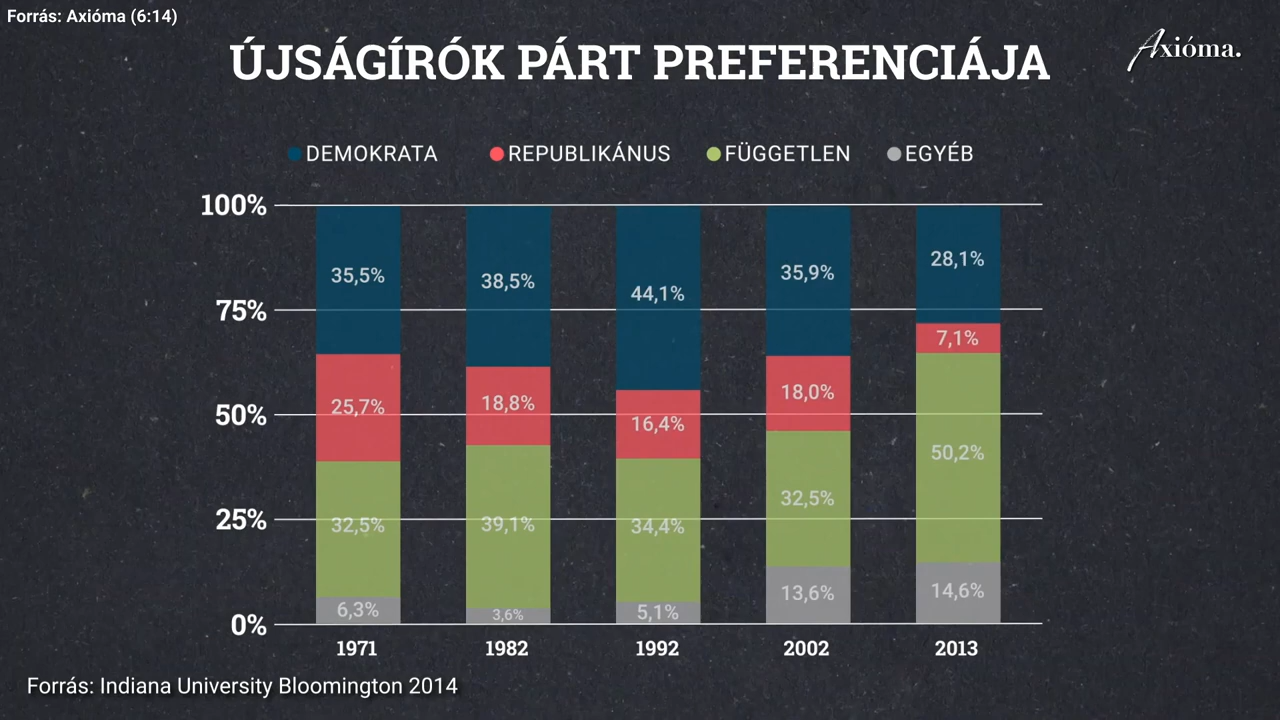 Forrás: Axióma (6:14)
ÚJSÁGÍRÓK PÁRT PREFERENCIÁJA
Axióma.
DEMOKRATA REPUBLIKÁNUS FÜGGETLEN EGYÉB
100%
75%
50%
25%
0%
35,5% 38,5% 44,1% 35,9% 28,1%
25,7% 18,8% 16,4% 18,0% 7,1%
32,5% 39,1% 34,4% 32,5% 50,2%
6,3% 3,6% 5,1% 13,6% 14,6%
1971 1982 1992 2002 2013
Forrás: Indiana University Bloomington 2014